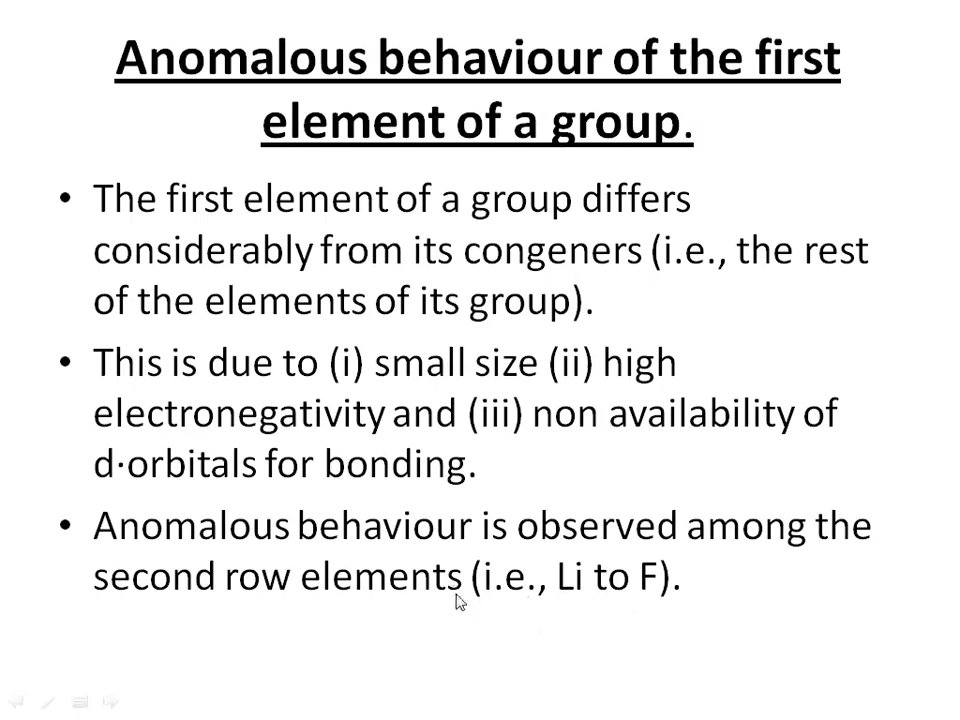 Anomalous behaviour of the first
element of a group.
• The first element of a group differs
considerably from its congeners (i.e., the rest
of the elements of its group).
• This is due to (i) small size (ii) high
electronegativity and (iii) non availability of
d·orbitals for bonding.
• Anomalous behaviour is observed among the
second row elements (i.e., Li to F).